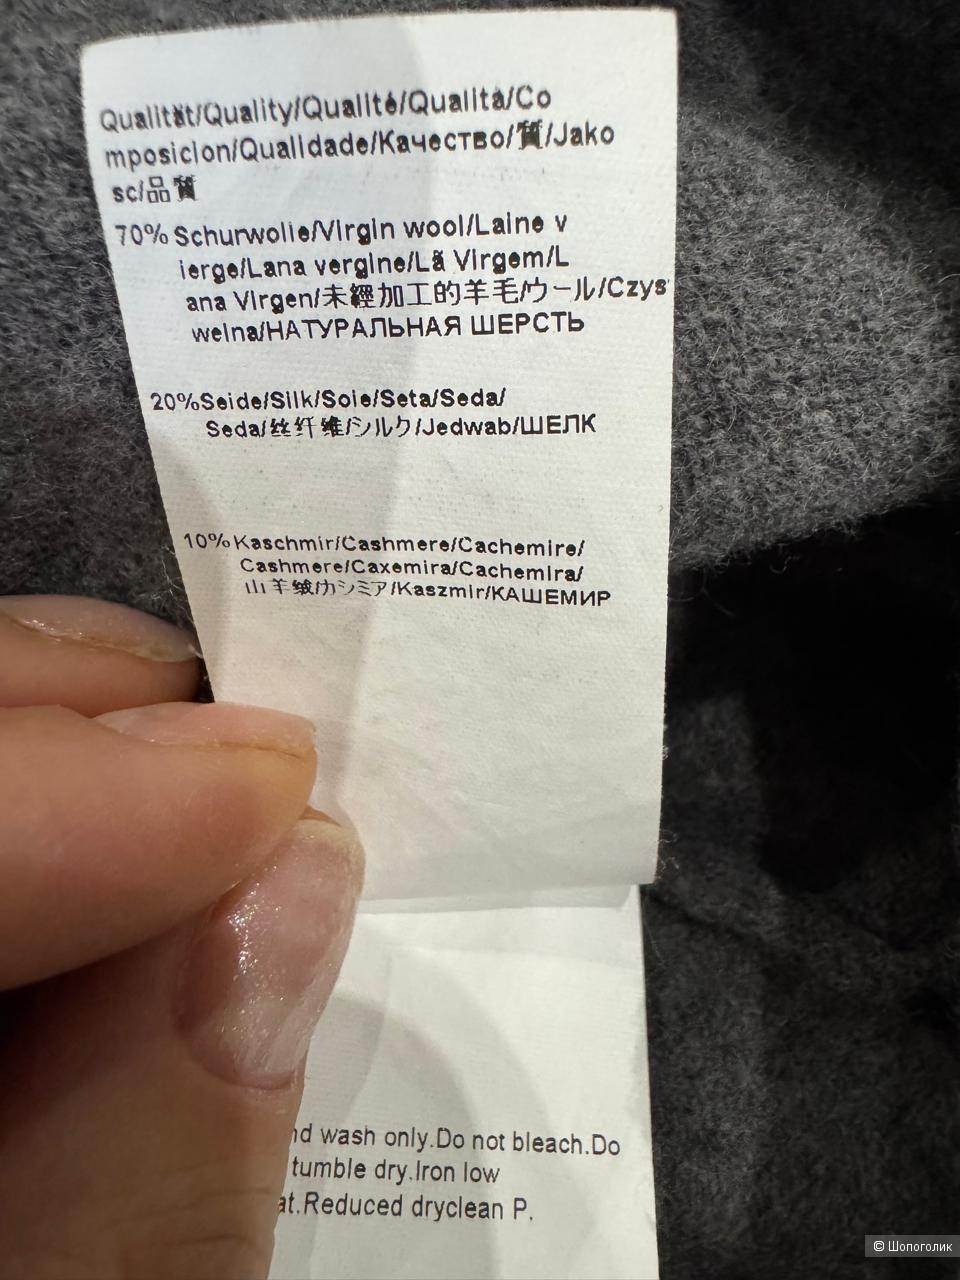 Qualität/Quality/Qualité/Qualità/Co
mposicion/Qualidade/Качество/質/Jako
sc/品質
70% Schurwolle/Virgin wool/Laine v
ierge/Lana vergine/Lã Virgem/L
ana Virgen/未經加工的羊毛/ウール/Czys
welna/НАТУРАЛЬНАЯ ШЕРСТЬ
20%Seide/Silk/Soie/Seta/Seda/
Seda/丝纤维/シルク/Jedwab/ШЕЛК
10% Kaschmir/Cashmere/Cachemire/
Cashmere/Caxemira/Cachemira/
山羊绒/カシミア/Kaszmir/КАШЕМИР
nd wash only.Do not bleach.Do
tumble dry.Iron low
at.Reduced dryclean P.
© Шопоголик